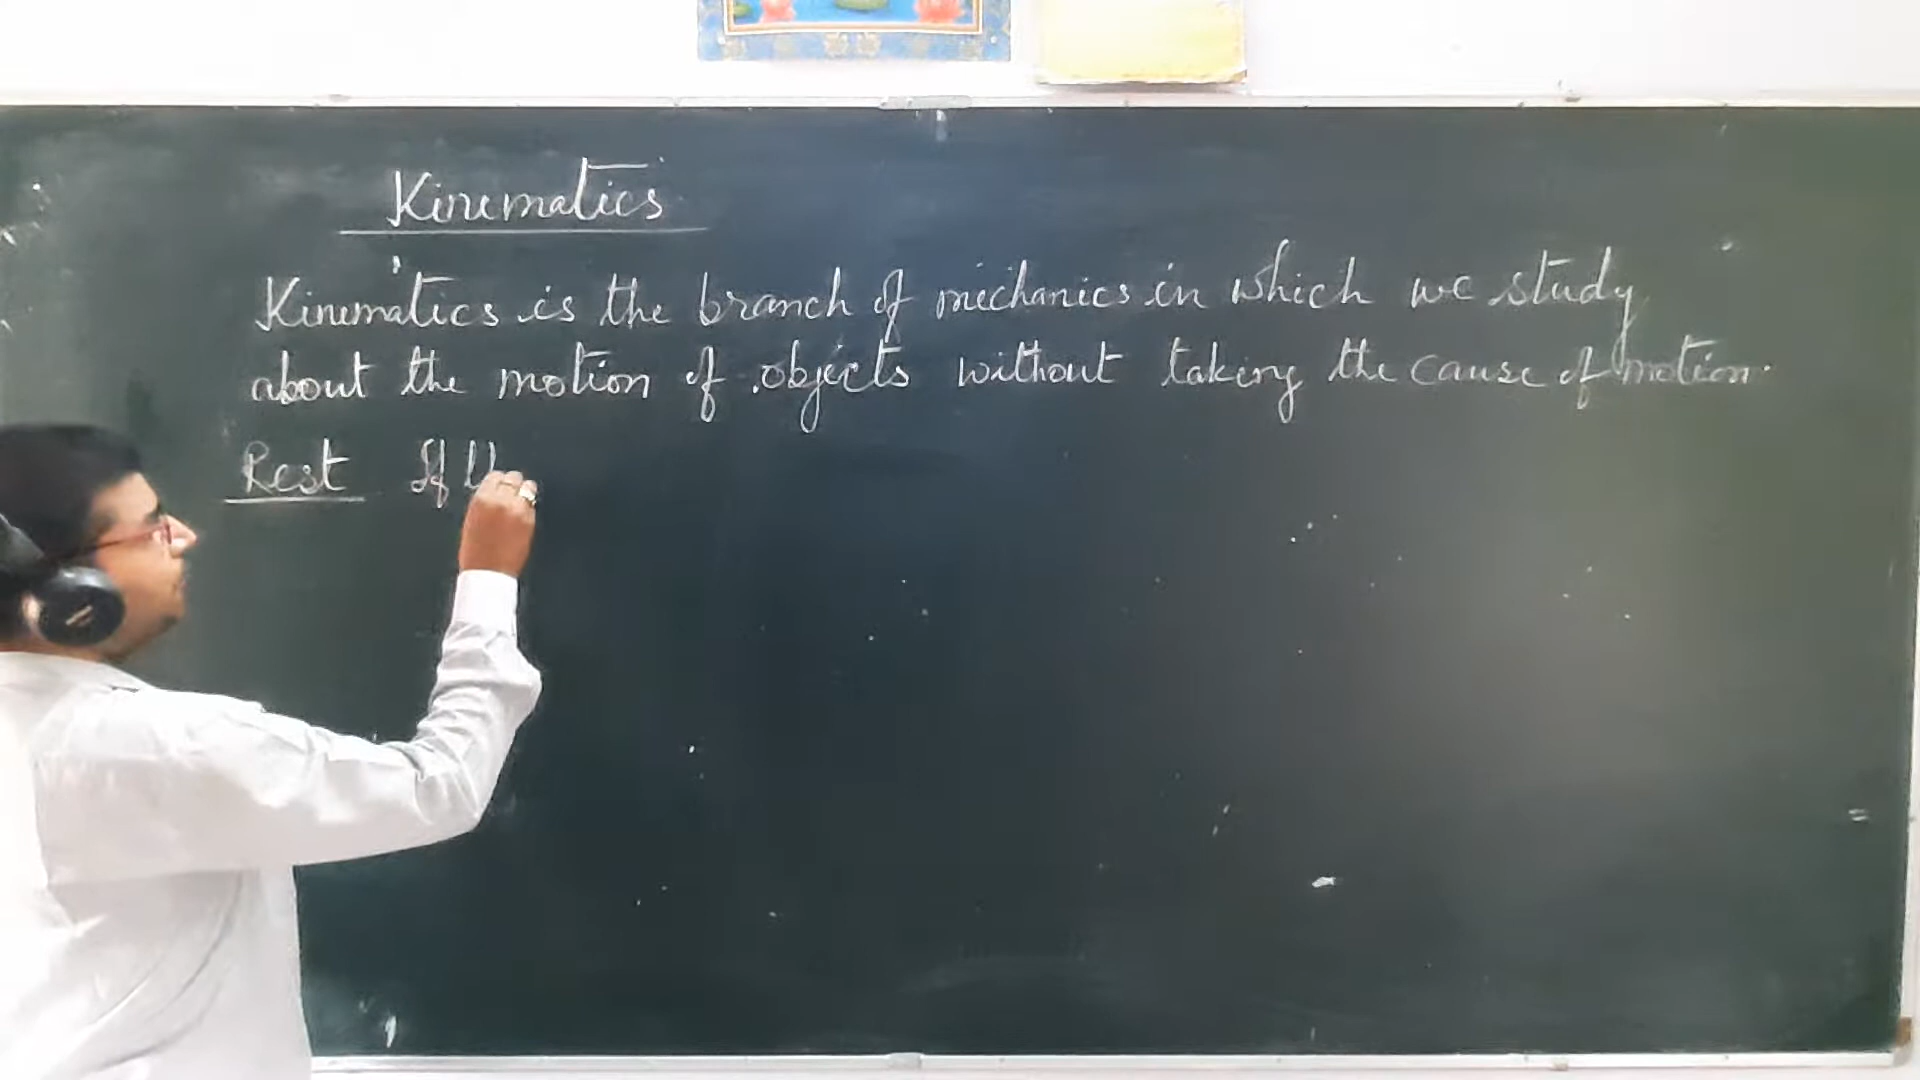 Kinematics
Kinematics is the branch of mechanics in which we study
about the motion of objects without taking the cause of motion.
Rest If